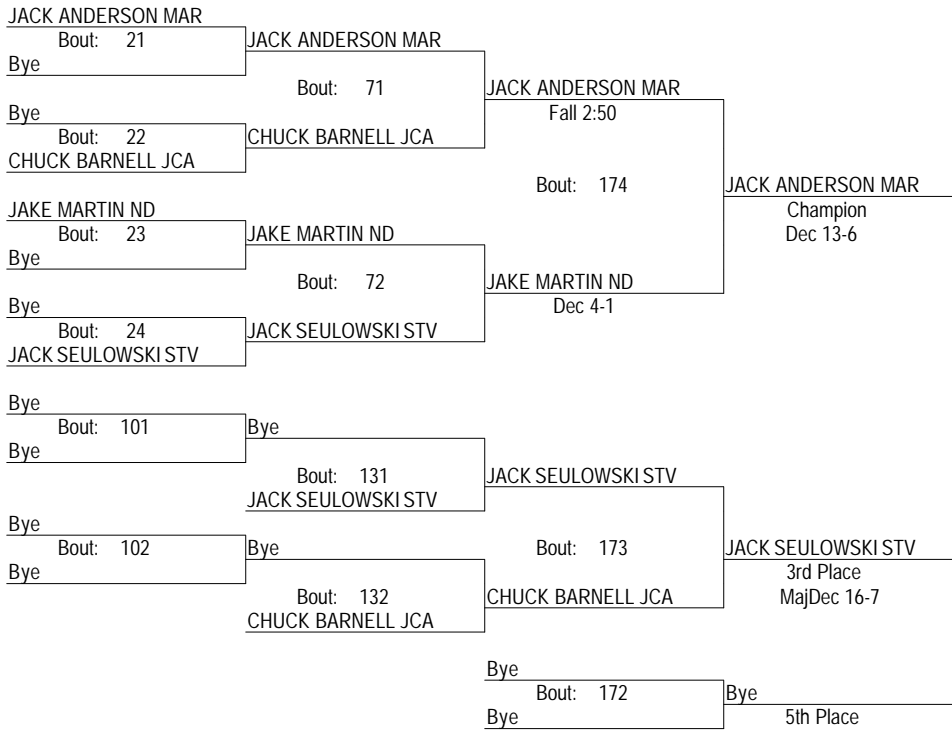 JACK ANDERSON MAR
Bout: 21
JACK ANDERSON MAR
Bye
Bout: 71
JACK ANDERSON MAR
Fall 2:50
Bye
Bout: 22
CHUCK BARNELL JCA
CHUCK BARNELL JCA
Bout: 174
JACK ANDERSON MAR
Champion
Dec 13-6
JAKE MARTIN ND
Bout: 23
JAKE MARTIN ND
Bye
Bout: 72
JAKE MARTIN ND
Dec 4-1
Bye
Bout: 24
JACK SEULOWSKI STV
JACK SEULOWSKI STV
Bye
Bout: 101
Bye
Bye
Bout: 131
JACK SEULOWSKI STV
JACK SEULOWSKI STV
Bye
Bout: 102
Bye
Bye
Bout: 173
JACK SEULOWSKI STV
3rd Place
MajDec 16-7
Bout: 132
CHUCK BARNELL JCA
CHUCK BARNELL JCA
Bye
Bout: 172
Bye
Bye
5th Place